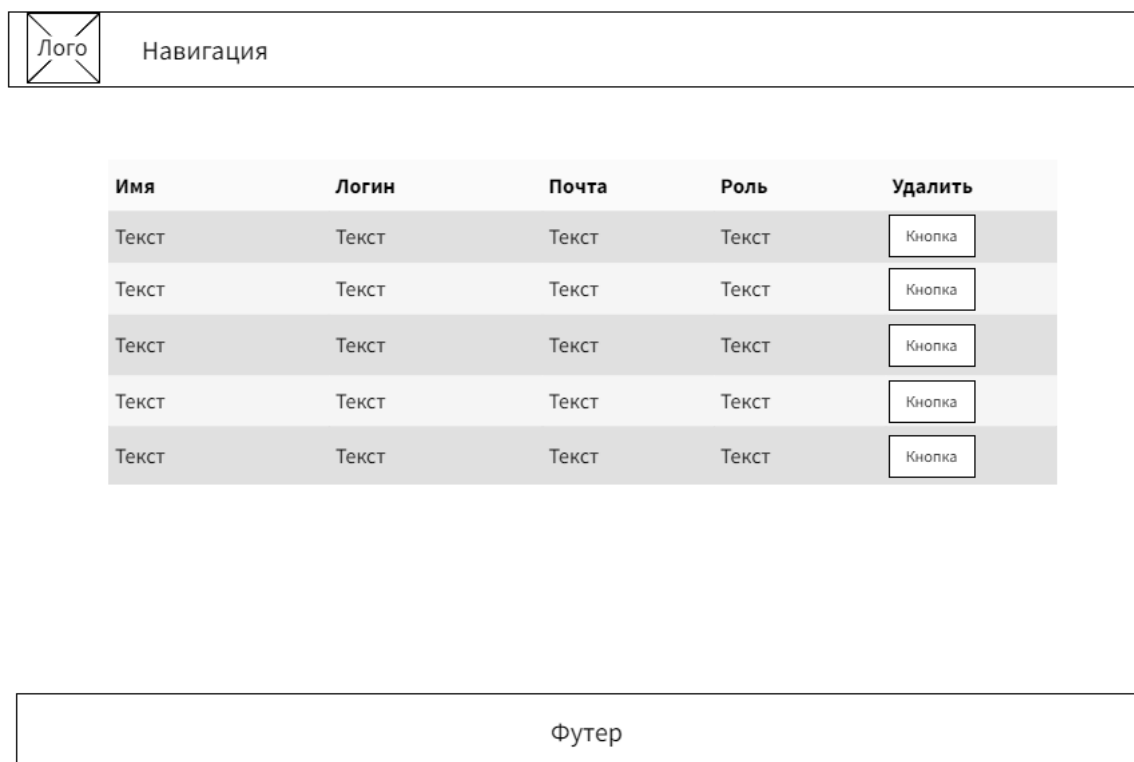 Лого Навигация
Имя Логин Почта Роль Удалить
Текст Текст Текст Текст Кнопка
Текст Текст Текст Текст Кнопка
Текст Текст Текст Текст Кнопка
Текст Текст Текст Текст Кнопка
Текст Текст Текст Текст Кнопка
Футер